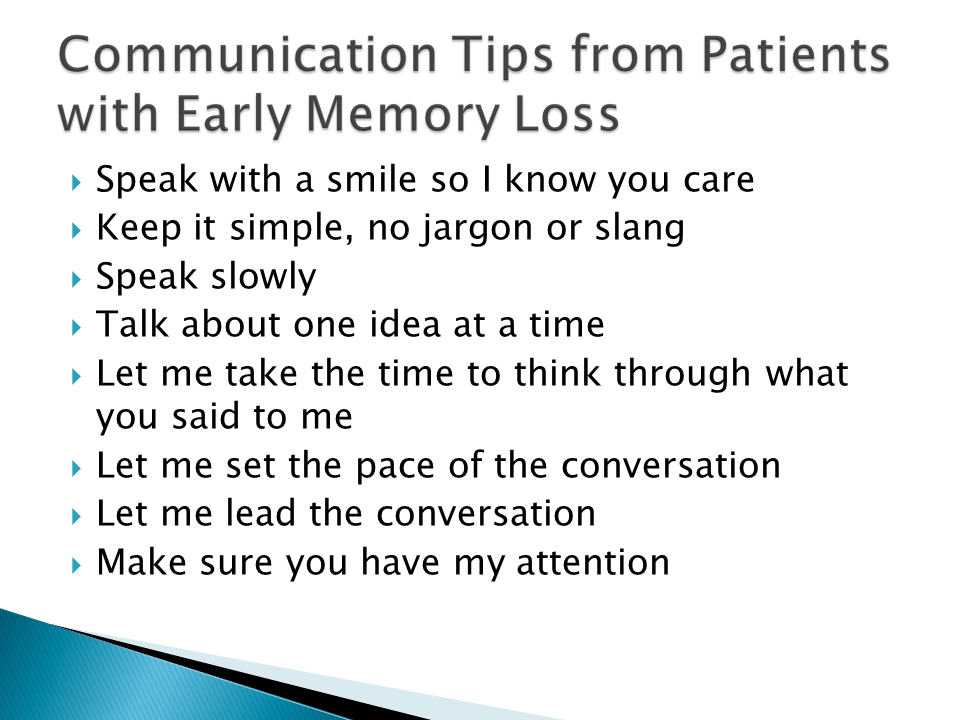 Communication Tips from Patients
with Early Memory Loss
Speak with a smile so I know you care
Keep it simple, no jargon or slang
Speak slowly
Talk about one idea at a time
Let me take the time to think through what
you said to me
Let me set the pace of the conversation
Let me lead the conversation
Make sure you have my attention